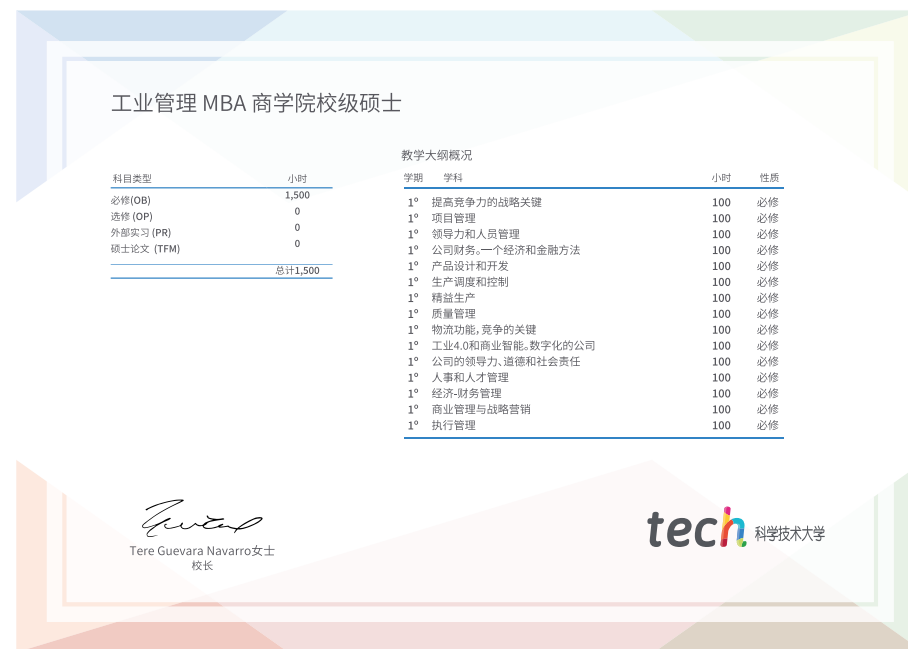 工业管理 MBA 商学院校级硕士
科目类型 小时
必修(OB) 1,500
选修 (OP) 0
外部实习 (PR) 0
硕士论文 (TFM) 0
总计1,500
教学大纲概况
学期 学科 小时 性质
1º 提高竞争力的战略关键 100 必修
1º 项目管理 100 必修
1º 领导力和人员管理 100 必修
1º 公司财务。一个经济和金融方法 100 必修
1º 产品设计和开发 100 必修
1º 生产调度和控制 100 必修
1º 精益生产 100 必修
1º 质量管理 100 必修
1º 物流功能，竞争的关键 100 必修
1º 工业4.0和商业智能。数字化的公司 100 必修
1º 公司的领导力、道德和社会责任 100 必修
1º 人事和人才管理 100 必修
1º 经济-财务管理 100 必修
1º 商业管理与战略营销 100 必修
1º 执行管理 100 必修
Tere Guevara Navarro女士
校长
tech 科学技术大学